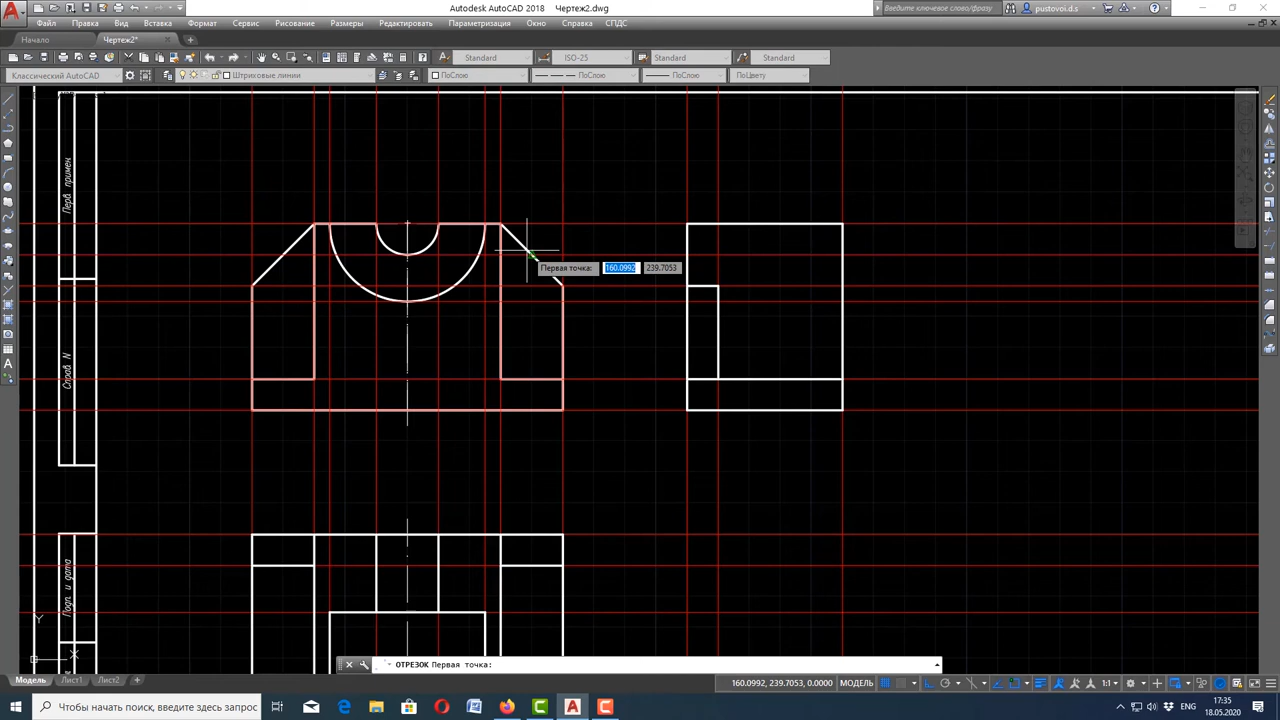 Autodesk AutoCAD 2018    Чертеж2.dwg
Введите ключевое слово/фразу
pustovoi.d.s
Файл Правка Вид Вставка Формат Сервис Рисование Размеры Редактировать Параметризация Окно Справка СПДС
Начало Чертеж2*
Standard ISO-25 Standard Standard
Классический AutoCAD Штриховые линии ПоСлою ПоСлою ПоСлою ПоЦвету
Перв. примен.
Первая точка: 160.0992 239.7053
Справ. N
Подп. и дата
Y
X
ОТРЕЗОК Первая точка:
Модель Лист1 Лист2 +
160.0992, 239.7053, 0.0000 МОДЕЛЬ
1:1
Чтобы начать поиск, введите здесь запрос
17:35
18.05.2020